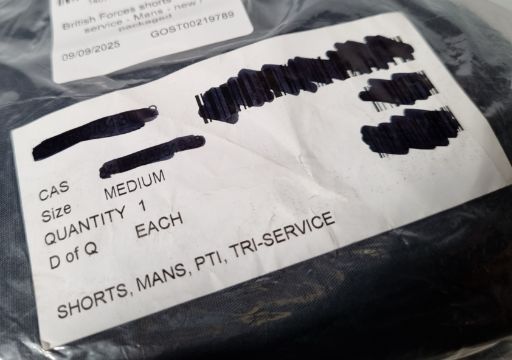 British Forces shorts
service - Mans - new /
packaged
09/09/2025 GOST00219789
CAS
Size MEDIUM
QUANTITY 1
D of Q EACH
SHORTS, MANS, PTI, TRI-SERVICE